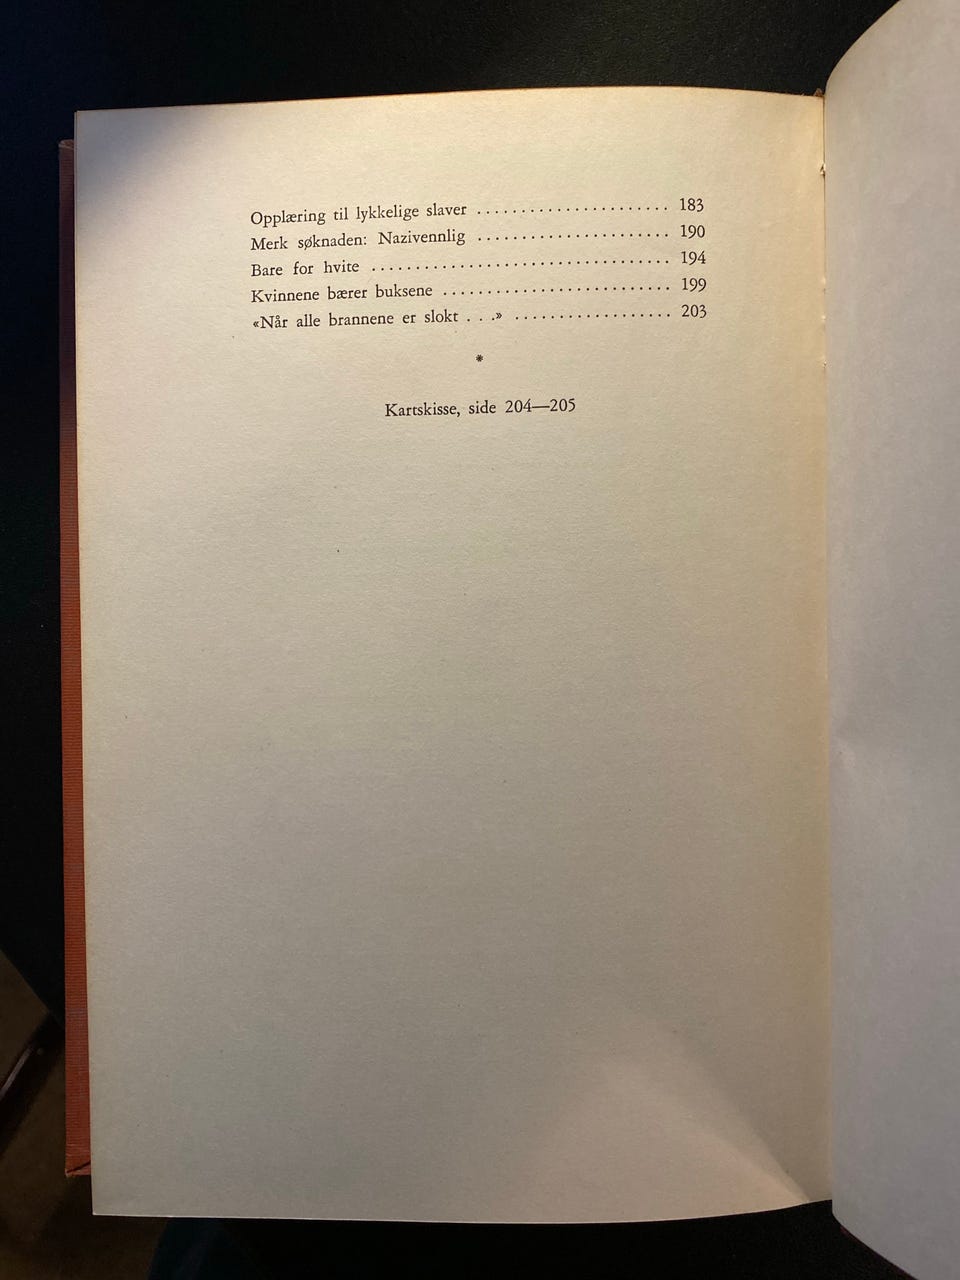 Opplæring til lykkelige slaver ...................... 183
Merk søknaden: Nazivennlig ...................... 190
Bare for hvite .................................. 194
Kvinnene bærer buksene .......................... 199
«Når alle brannene er slokt . . .» .................. 203
*
Kartskisse, side 204—205